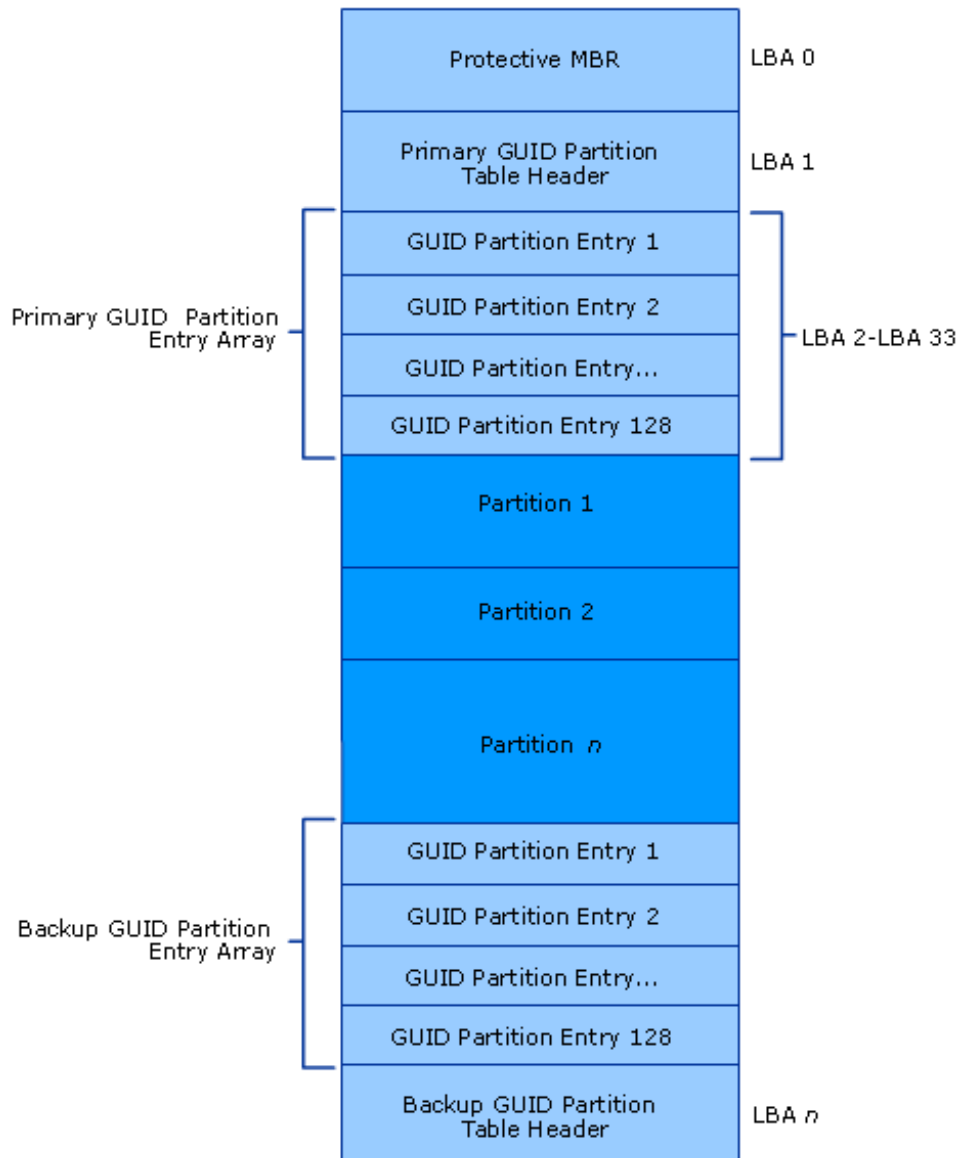 Protective MBR
LBA 0
Primary GUID Partition
Table Header
LBA 1
GUID Partition Entry 1
GUID Partition Entry 2
Primary GUID Partition
Entry Array
LBA 2-LBA 33
GUID Partition Entry...
GUID Partition Entry 128
Partition 1
Partition 2
Partition n
GUID Partition Entry 1
GUID Partition Entry 2
Backup GUID Partition
Entry Array
GUID Partition Entry...
GUID Partition Entry 128
Backup GUID Partition
Table Header
LBA n